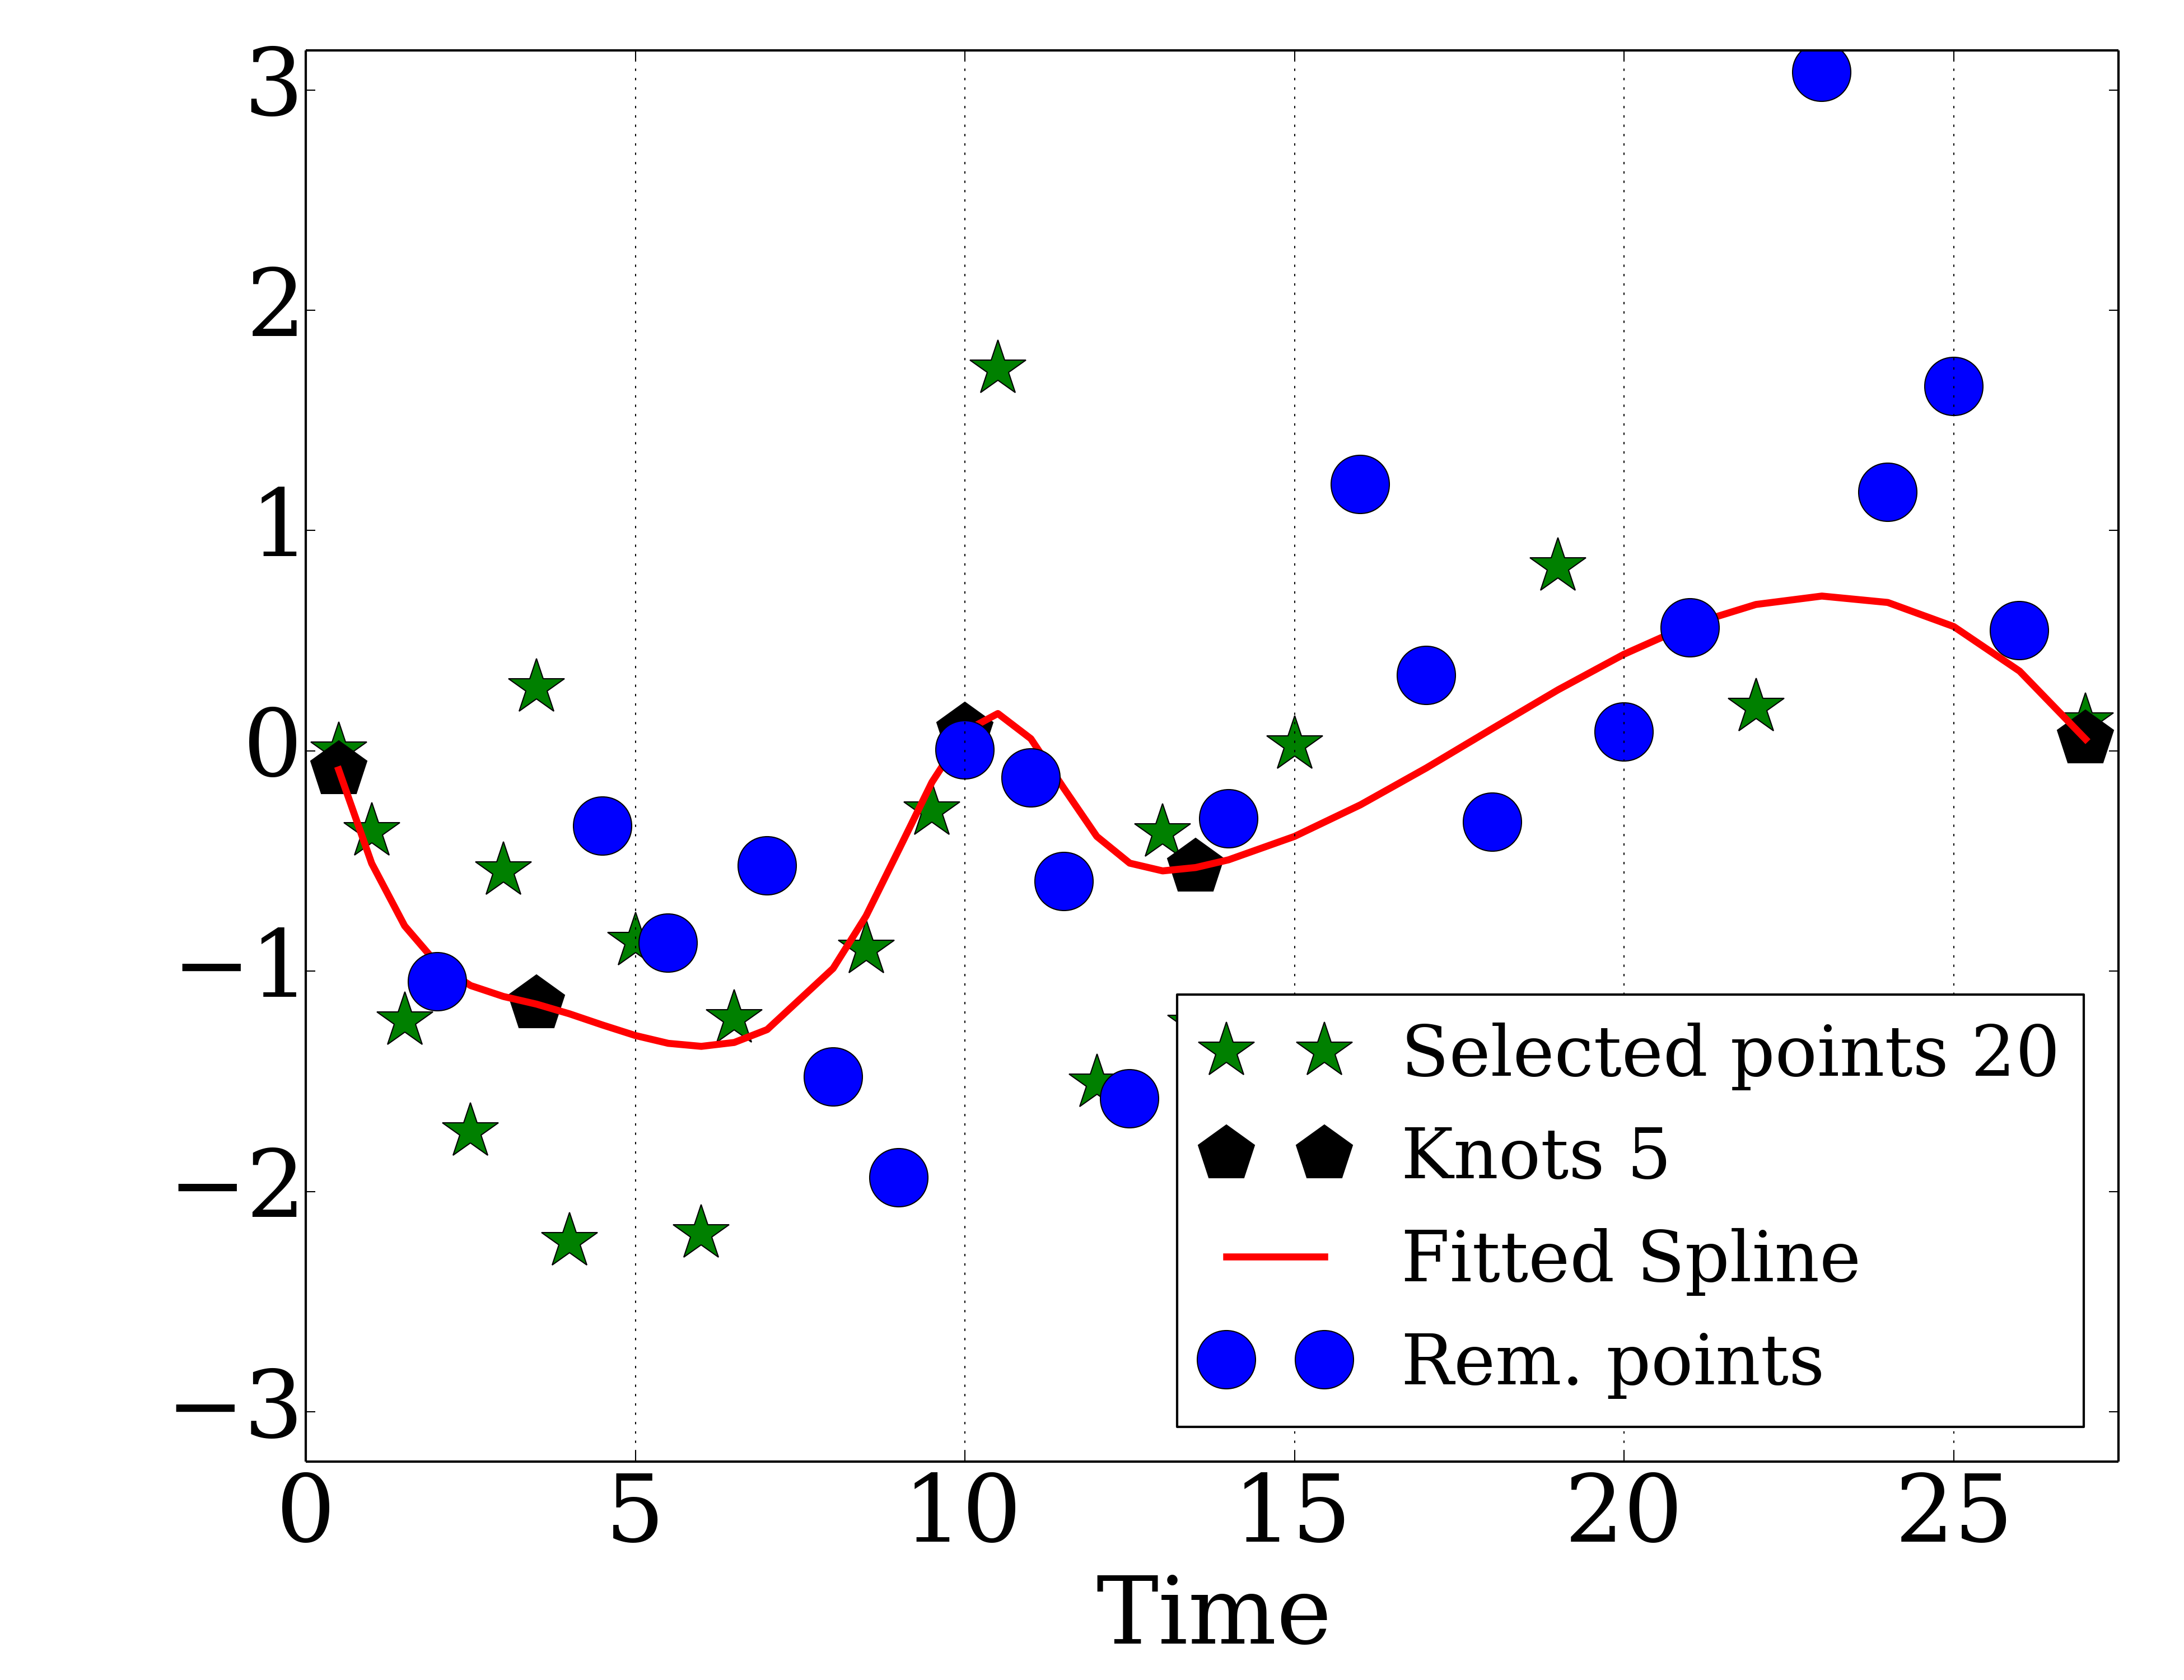 3
2
1
0
−1
−2
−3
0 5 10 15 20 25
Time
Selected points 20
Knots 5
Fitted Spline
Rem. points